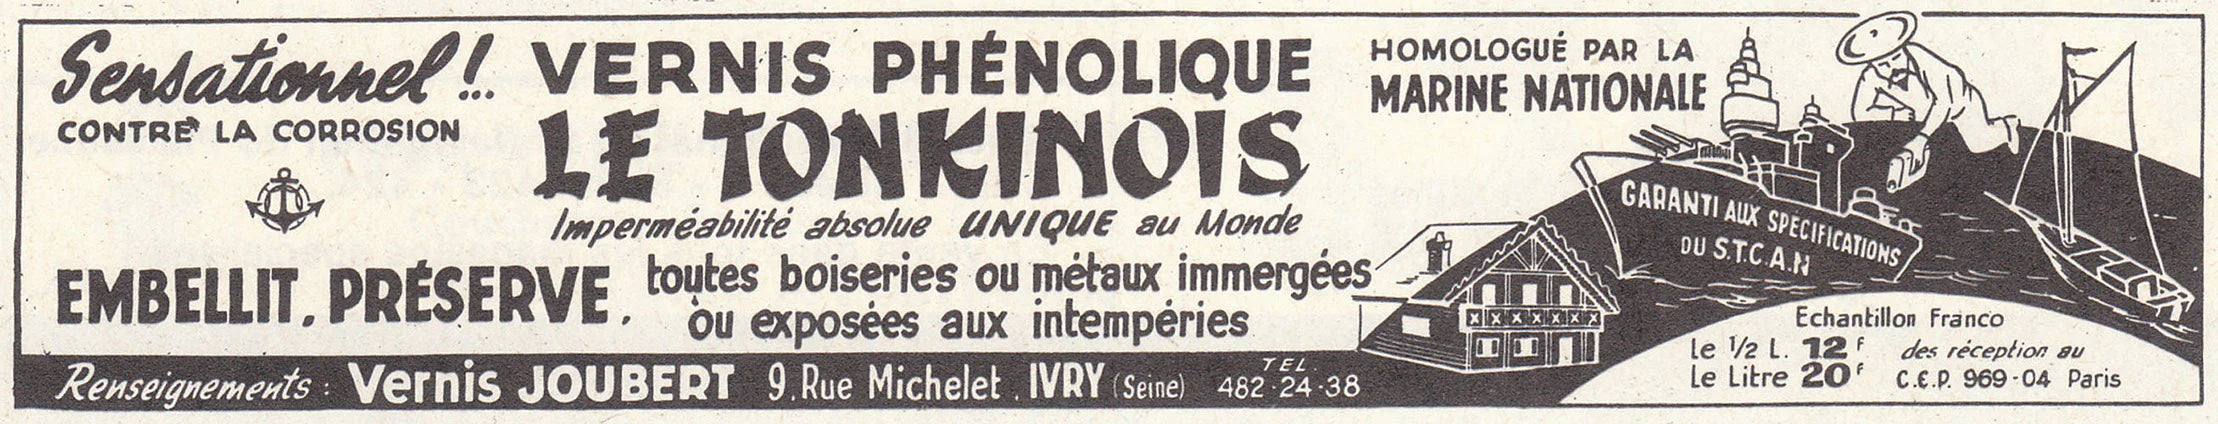 Sensationnel!..
CONTRE LA CORROSION
VERNIS PHÉNOLIQUE
LE TONKINOIS
Imperméabilité absolue UNIQUE au Monde
HOMOLOGUÉ PAR LA
MARINE NATIONALE
GARANTI AUX SPÉCIFICATIONS
DU S.T.C.A.N
EMBELLIT, PRÉSERVE,
toutes boiseries ou métaux immergées
ou exposées aux intempéries
Echantillon Franco
Le 1/2 L. 12F
Le Litre 20F
des réception au
C.C.P. 969-04 Paris
Renseignements : Vernis JOUBERT 9, Rue Michelet, IVRY (Seine) TEL. 482-24-38